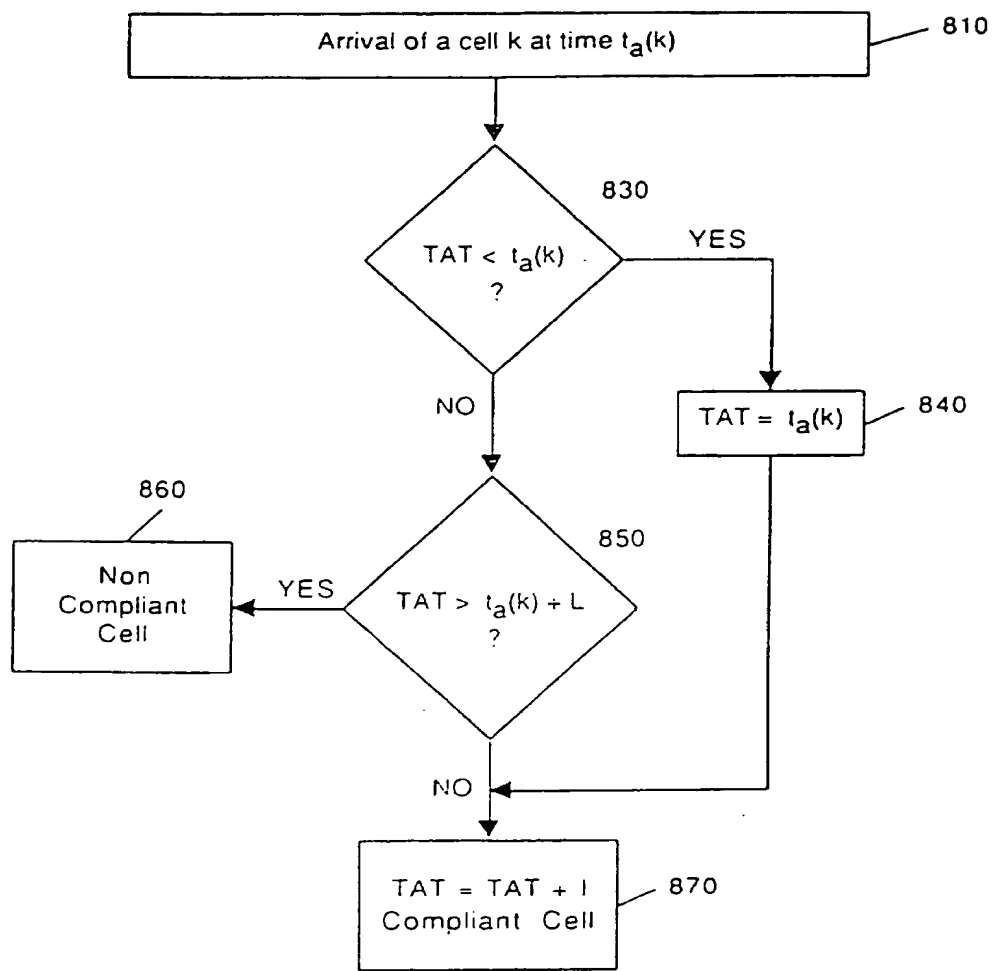 Arrival of a cell k at time ta(k)
810
830
TAT < ta(k)
?
YES
NO
TAT = ta(k)
840
860
850
Non
Compliant
Cell
YES
TAT > ta(k) + L
?
NO
TAT = TAT + I
Compliant Cell
870